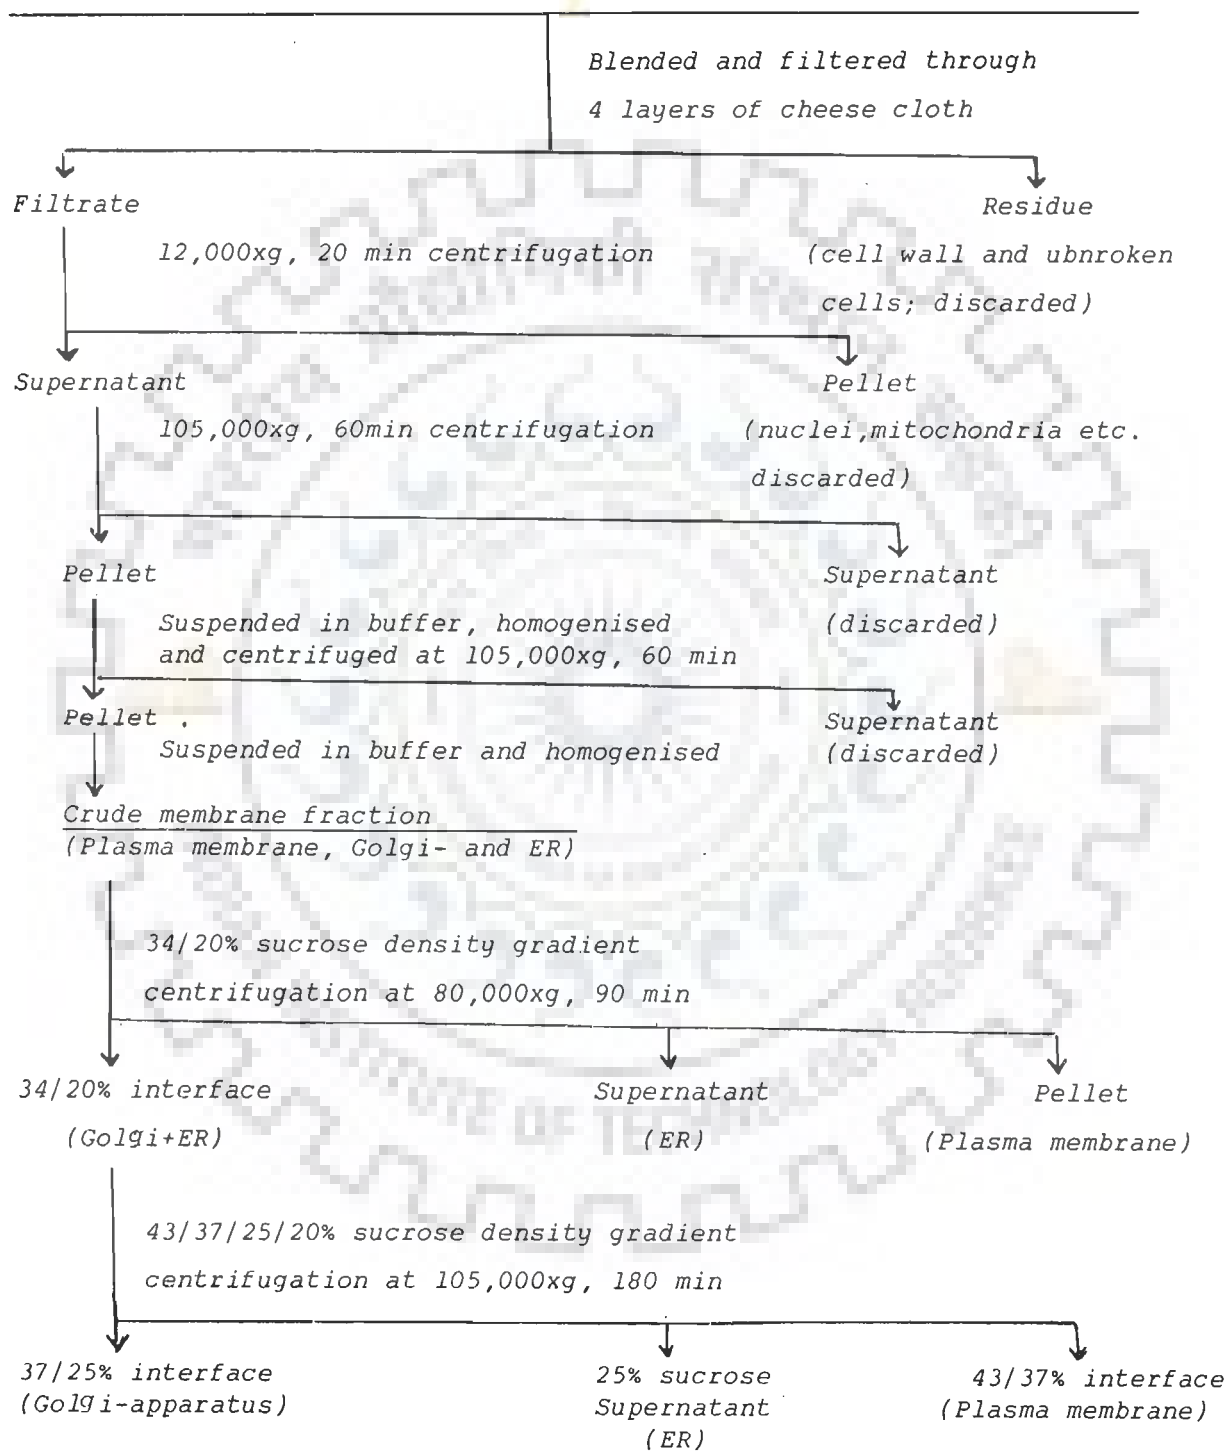 Blended and filtered through
4 layers of cheese cloth
Filtrate
Residue
12,000xg, 20 min centrifugation
(cell wall and ubnroken
cells; discarded)
Supernatant
Pellet
105,000xg, 60min centrifugation
(nuclei,mitochondria etc.
discarded)
Pellet
Supernatant
(discarded)
Suspended in buffer, homogenised
and centrifuged at 105,000xg, 60 min
Pellet .
Supernatant
(discarded)
Suspended in buffer and homogenised
Crude membrane fraction
(Plasma membrane, Golgi- and ER)
34/20% sucrose density gradient
centrifugation at 80,000xg, 90 min
34/20% interface
(Golgi+ER)
Supernatant
(ER)
Pellet
(Plasma membrane)
43/37/25/20% sucrose density gradient
centrifugation at 105,000xg, 180 min
37/25% interface
(Golgi-apparatus)
25% sucrose
Supernatant
(ER)
43/37% interface
(Plasma membrane)
INSTITUTE OF TECHNOLOGY